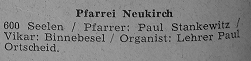 Pfarrei Neukirch
600 Seelen / Pfarrer: Paul Stankewitz /
Vikar: Binnebesel / Organist: Lehrer Paul
Ortscheid.